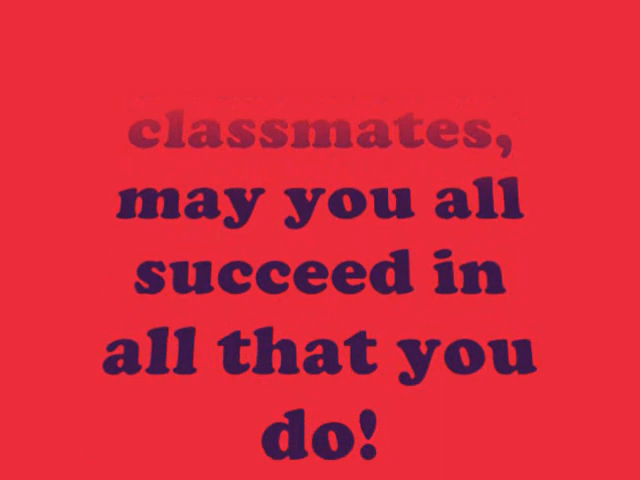 classmates,
may you all
succeed in
all that you
do!